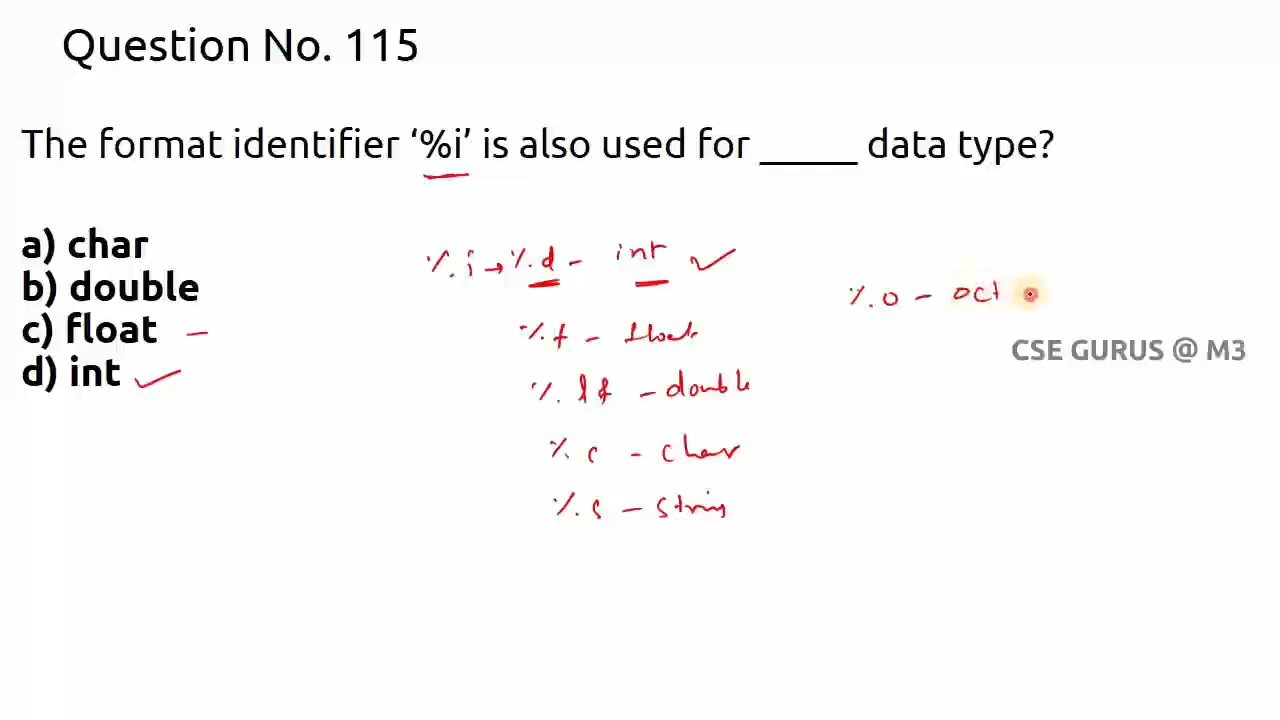 Question No. 115
The format identifier ‘%i’ is also used for _____ data type?
a) char
b) double
c) float –
d) int ✓
%i → %d – int ✓
%f – float
%lf – double
%c – char
%s – string
%o – oct
CSE GURUS @ M3